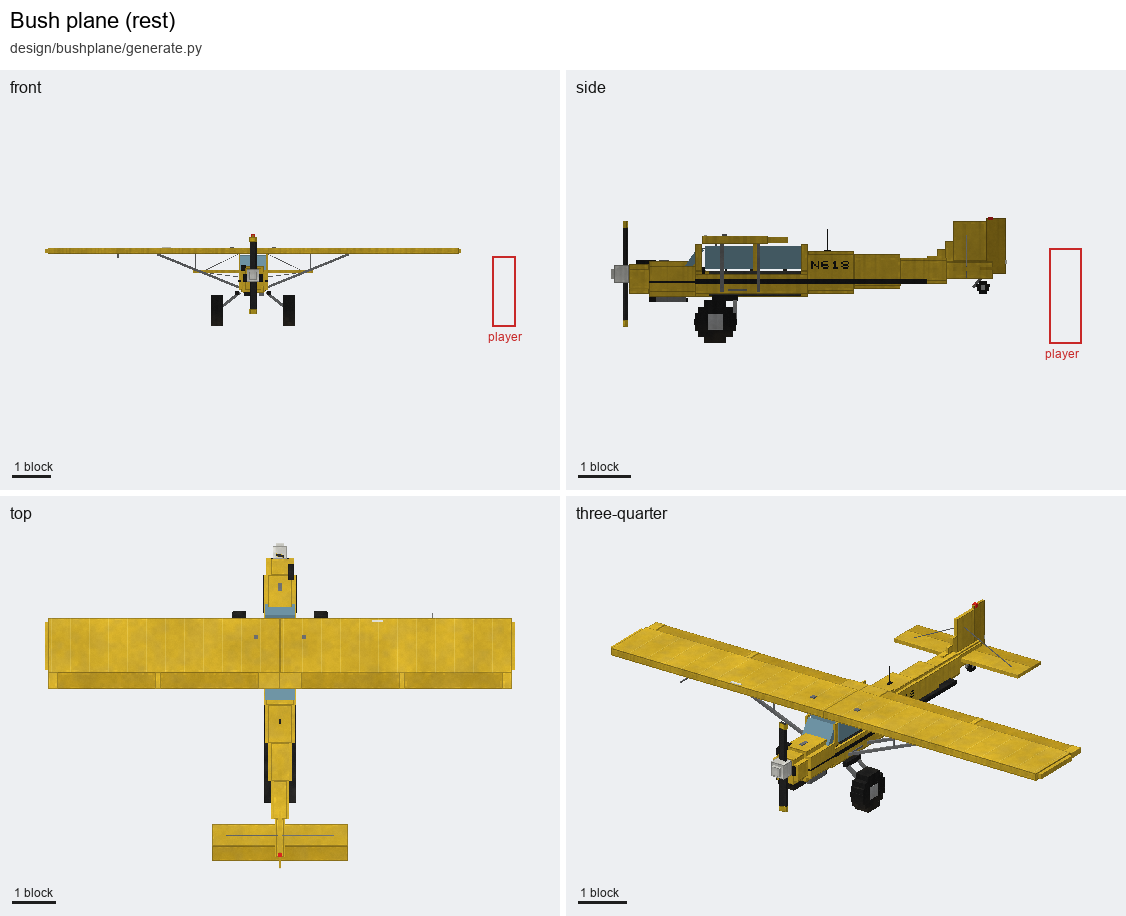 Bush plane (rest)
design/bushplane/generate.py
front
player
1 block
side
N618
player
1 block
top
1 block
three-quarter
1 block